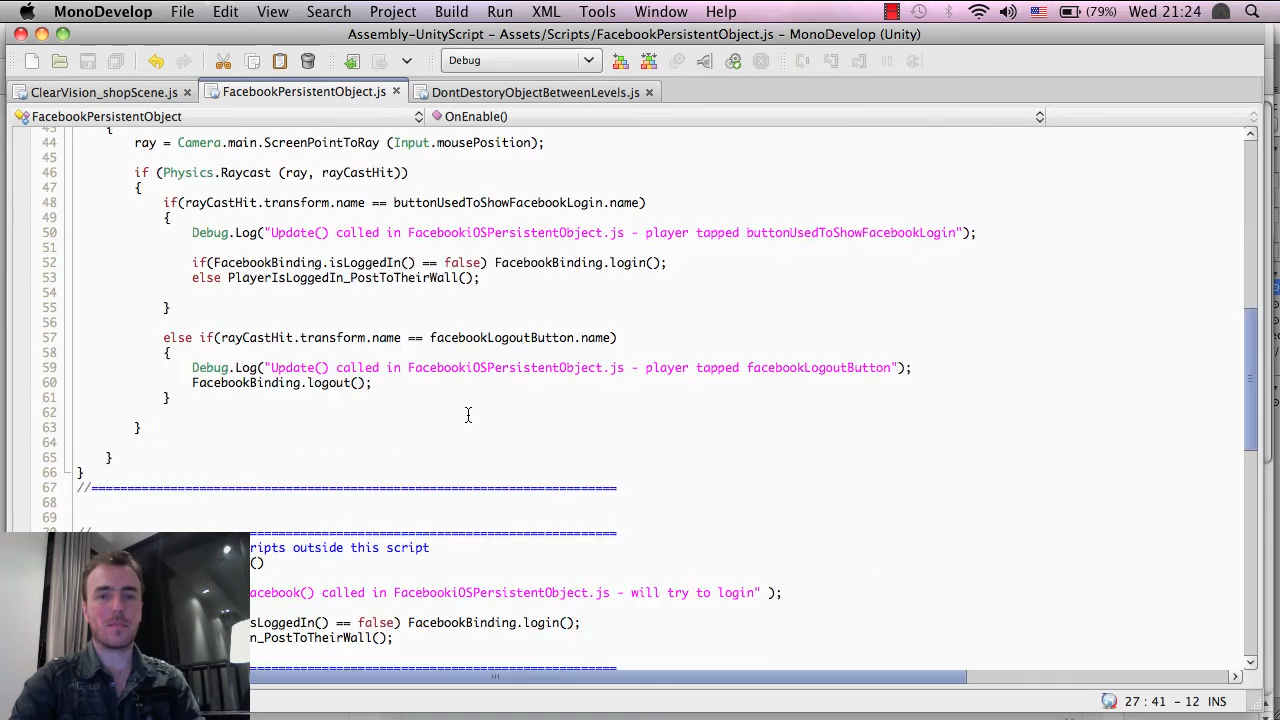 MonoDevelop File Edit View Search Project Build Run XML Tools Window Help (79%) Wed 21:24
Assembly-UnityScript - Assets/Scripts/FacebookPersistentObject.js - MonoDevelop (Unity)
Debug
ClearVision_shopScene.js FacebookPersistentObject.js DontDestoryObjectBetweenLevels.js
FacebookPersistentObject OnEnable()
43 {
44 ray = Camera.main.ScreenPointToRay (Input.mousePosition);
45
46 if (Physics.Raycast (ray, rayCastHit))
47 {
48 if(rayCastHit.transform.name == buttonUsedToShowFacebookLogin.name)
49 {
50 Debug.Log("Update() called in FacebookiOSPersistentObject.js - player tapped buttonUsedToShowFacebookLogin");
51
52 if(FacebookBinding.isLoggedIn() == false) FacebookBinding.login();
53 else PlayerIsLoggedIn_PostToTheirWall();
54
55 }
56
57 else if(rayCastHit.transform.name == facebookLogoutButton.name)
58 {
59 Debug.Log("Update() called in FacebookiOSPersistentObject.js - player tapped facebookLogoutButton");
60 FacebookBinding.logout();
61 }
62
63 }
64
65 }
66 }
67 //=========================================================================
68
69
===================================================
cripts outside this script
()
acebook() called in FacebookiOSPersistentObject.js - will try to login" );
sLoggedIn() == false) FacebookBinding.login();
n_PostToTheirWall();
===================================================
27 : 41 - 12 INS